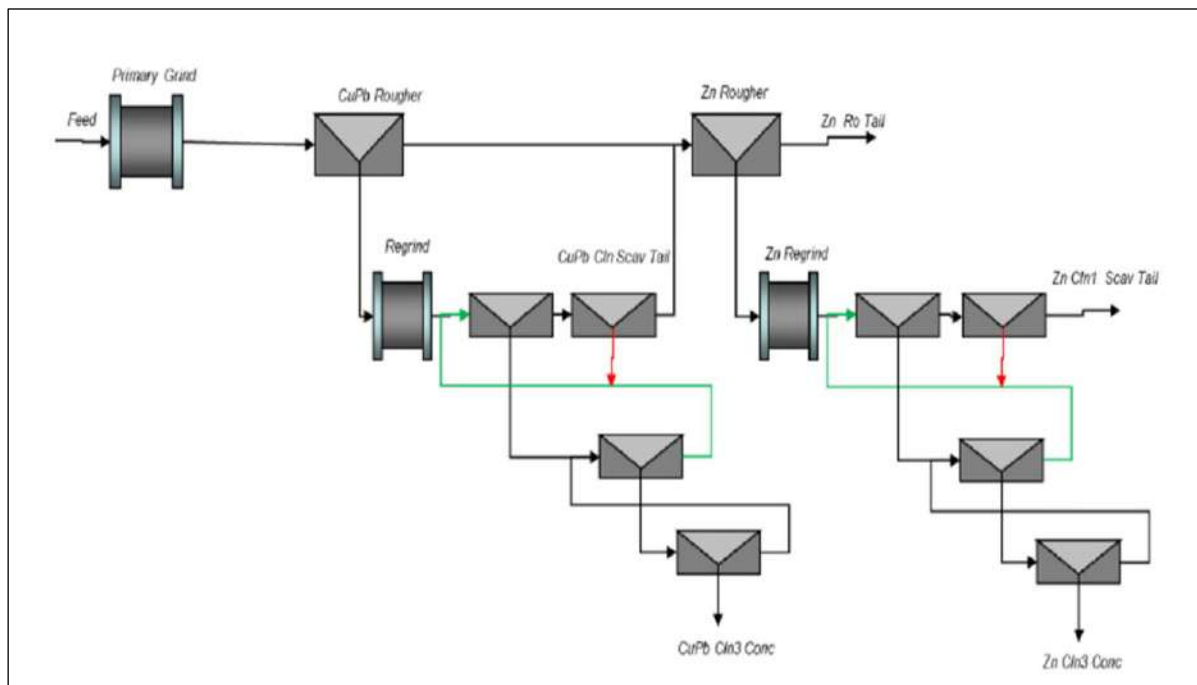 Primary Grind
Feed
CuPb Rougher
Zn Rougher
Zn Ro Tail
Regrind
CuPb Cln Scav Tail
Zn Regrind
Zn Cln1 Scav Tail
CuPb Cln3 Conc
Zn Cln3 Conc